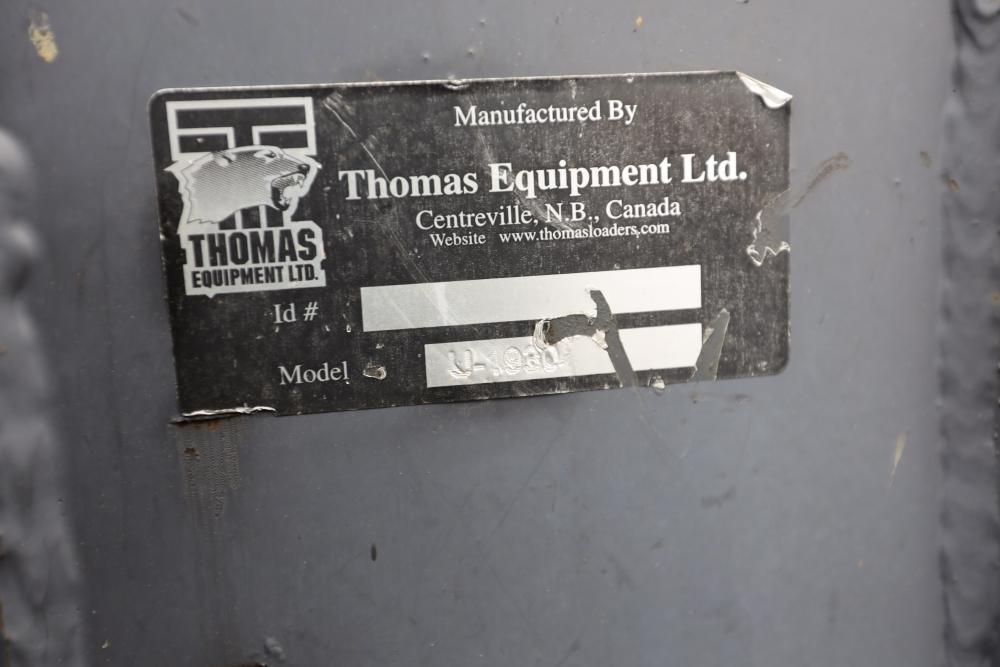 Manufactured By
Thomas Equipment Ltd.
Centreville, N.B., Canada
Website www.thomasloaders.com
THOMAS
EQUIPMENT LTD.
Id #
Model